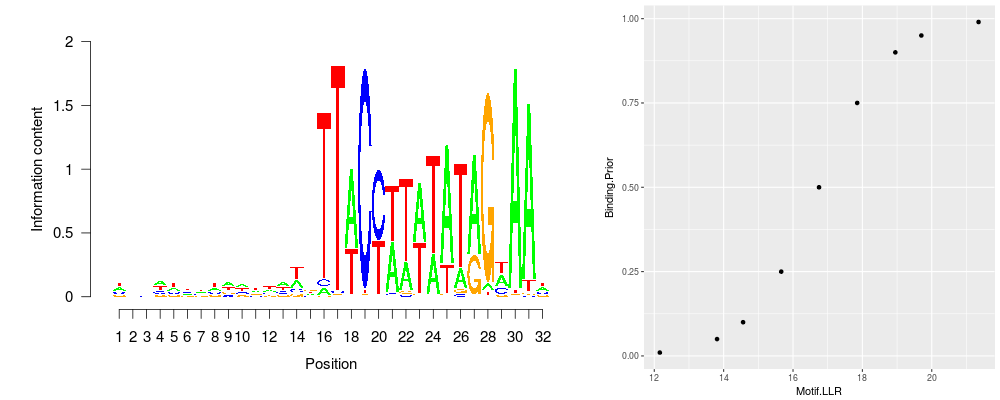 2
1.5
1
0.5
0
Information content
T T T A C C T T A T A T A G T A A
T T A A T A T A G A T
1 2 3 4 5 6 7 8 9 10 12 14 16 18 20 22 24 26 28 30 32
Position
1.00
0.75
0.50
0.25
0.00
Binding.Prior
12 14 16 18 20
Motif.LLR